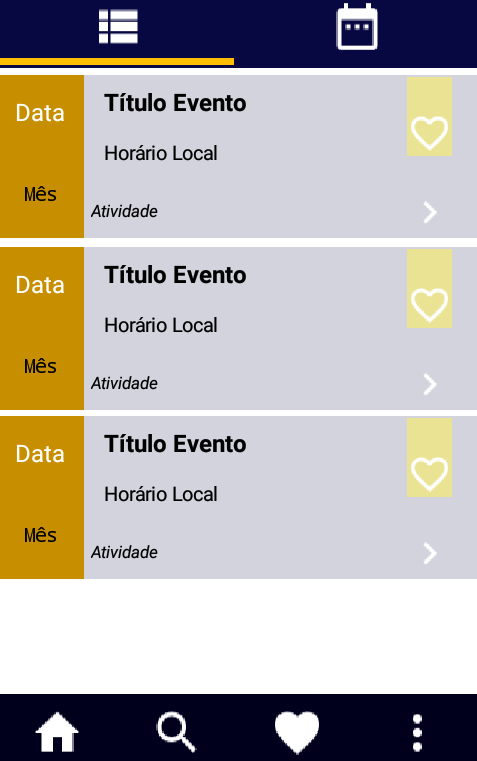 Data
Título Evento
Horário Local
Mês
Atividade
Data
Título Evento
Horário Local
Mês
Atividade
Data
Título Evento
Horário Local
Mês
Atividade